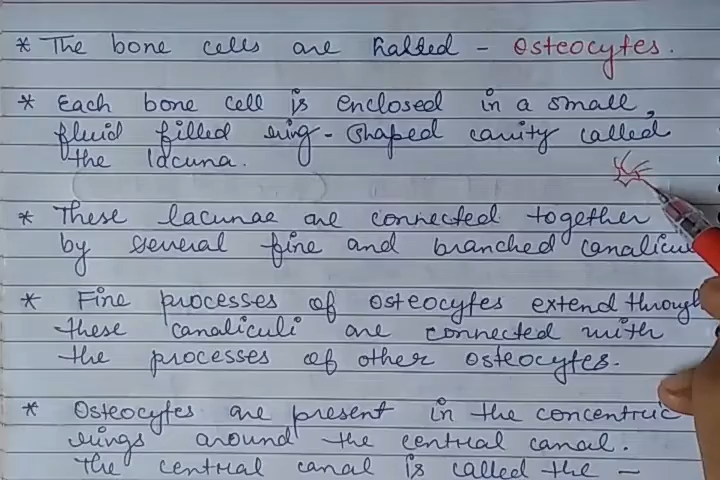 * The bone cells are halded - Osteocytes.
* Each bone cell is enclosed in a small,
fluid filled ring-shaped cavity called
the lacuna.
* These lacunae are connected together
by several fine and branched canalicu
* Fine processes of osteocytes extend through
these canaliculi are connected with
the processes of other osteocytes.
* Osteocytes are present in the concentric
rings around the central canal.
The central canal is called the -